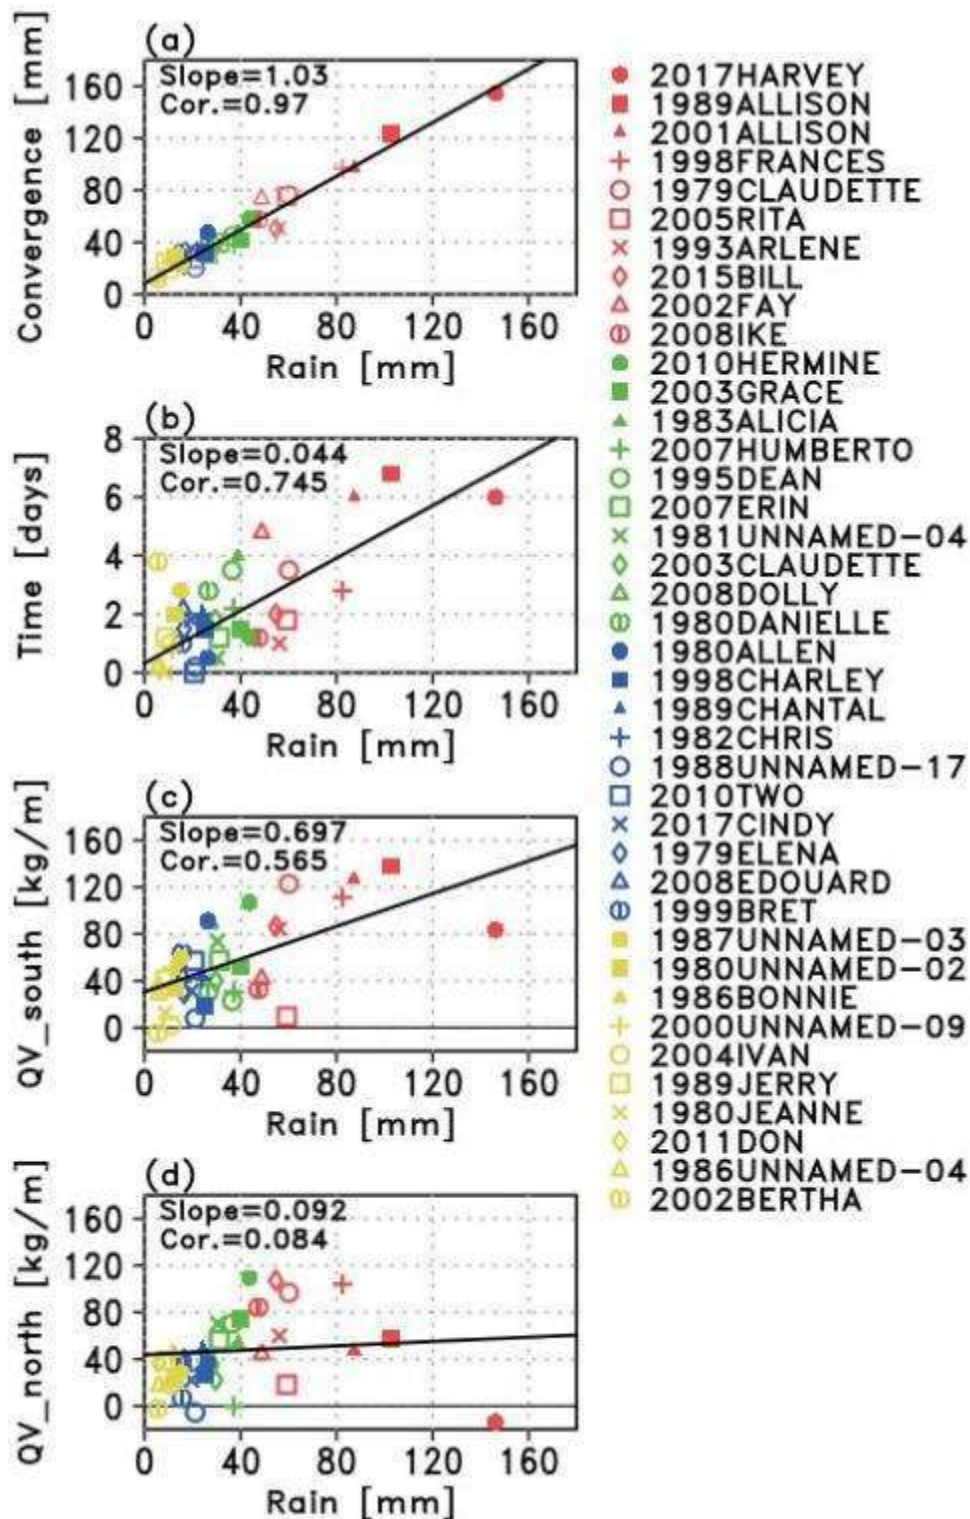 (a)
Slope=1.03
Cor.=0.97
Convergence [mm]
160
120
80
40
0
0 40 80 120 160
Rain [mm]
(b)
Slope=0.044
Cor.=0.745
Time [days]
8
6
4
2
0
0 40 80 120 160
Rain [mm]
(c)
Slope=0.697
Cor.=0.565
QV_south [kg/m]
160
120
80
40
0
0 40 80 120 160
Rain [mm]
(d)
Slope=0.092
Cor.=0.084
QV_north [kg/m]
160
120
80
40
0
0 40 80 120 160
Rain [mm]
2017HARVEY
1989ALLISON
2001ALLISON
1998FRANCES
1979CLAUDETTE
2005RITA
1993ARLENE
2015BILL
2002FAY
2008IKE
2010HERMINE
2003GRACE
1983ALICIA
2007HUMBERTO
1995DEAN
2007ERIN
1981UNNAMED-04
2003CLAUDETTE
2008DOLLY
1980DANIELLE
1980ALLEN
1998CHARLEY
1989CHANTAL
1982CHRIS
1988UNNAMED-17
2010TWO
2017CINDY
1979ELENA
2008EDOUARD
1999BRET
1987UNNAMED-03
1980UNNAMED-02
1986BONNIE
2000UNNAMED-09
2004IVAN
1989JERRY
1980JEANNE
2011DON
1986UNNAMED-04
2002BERTHA